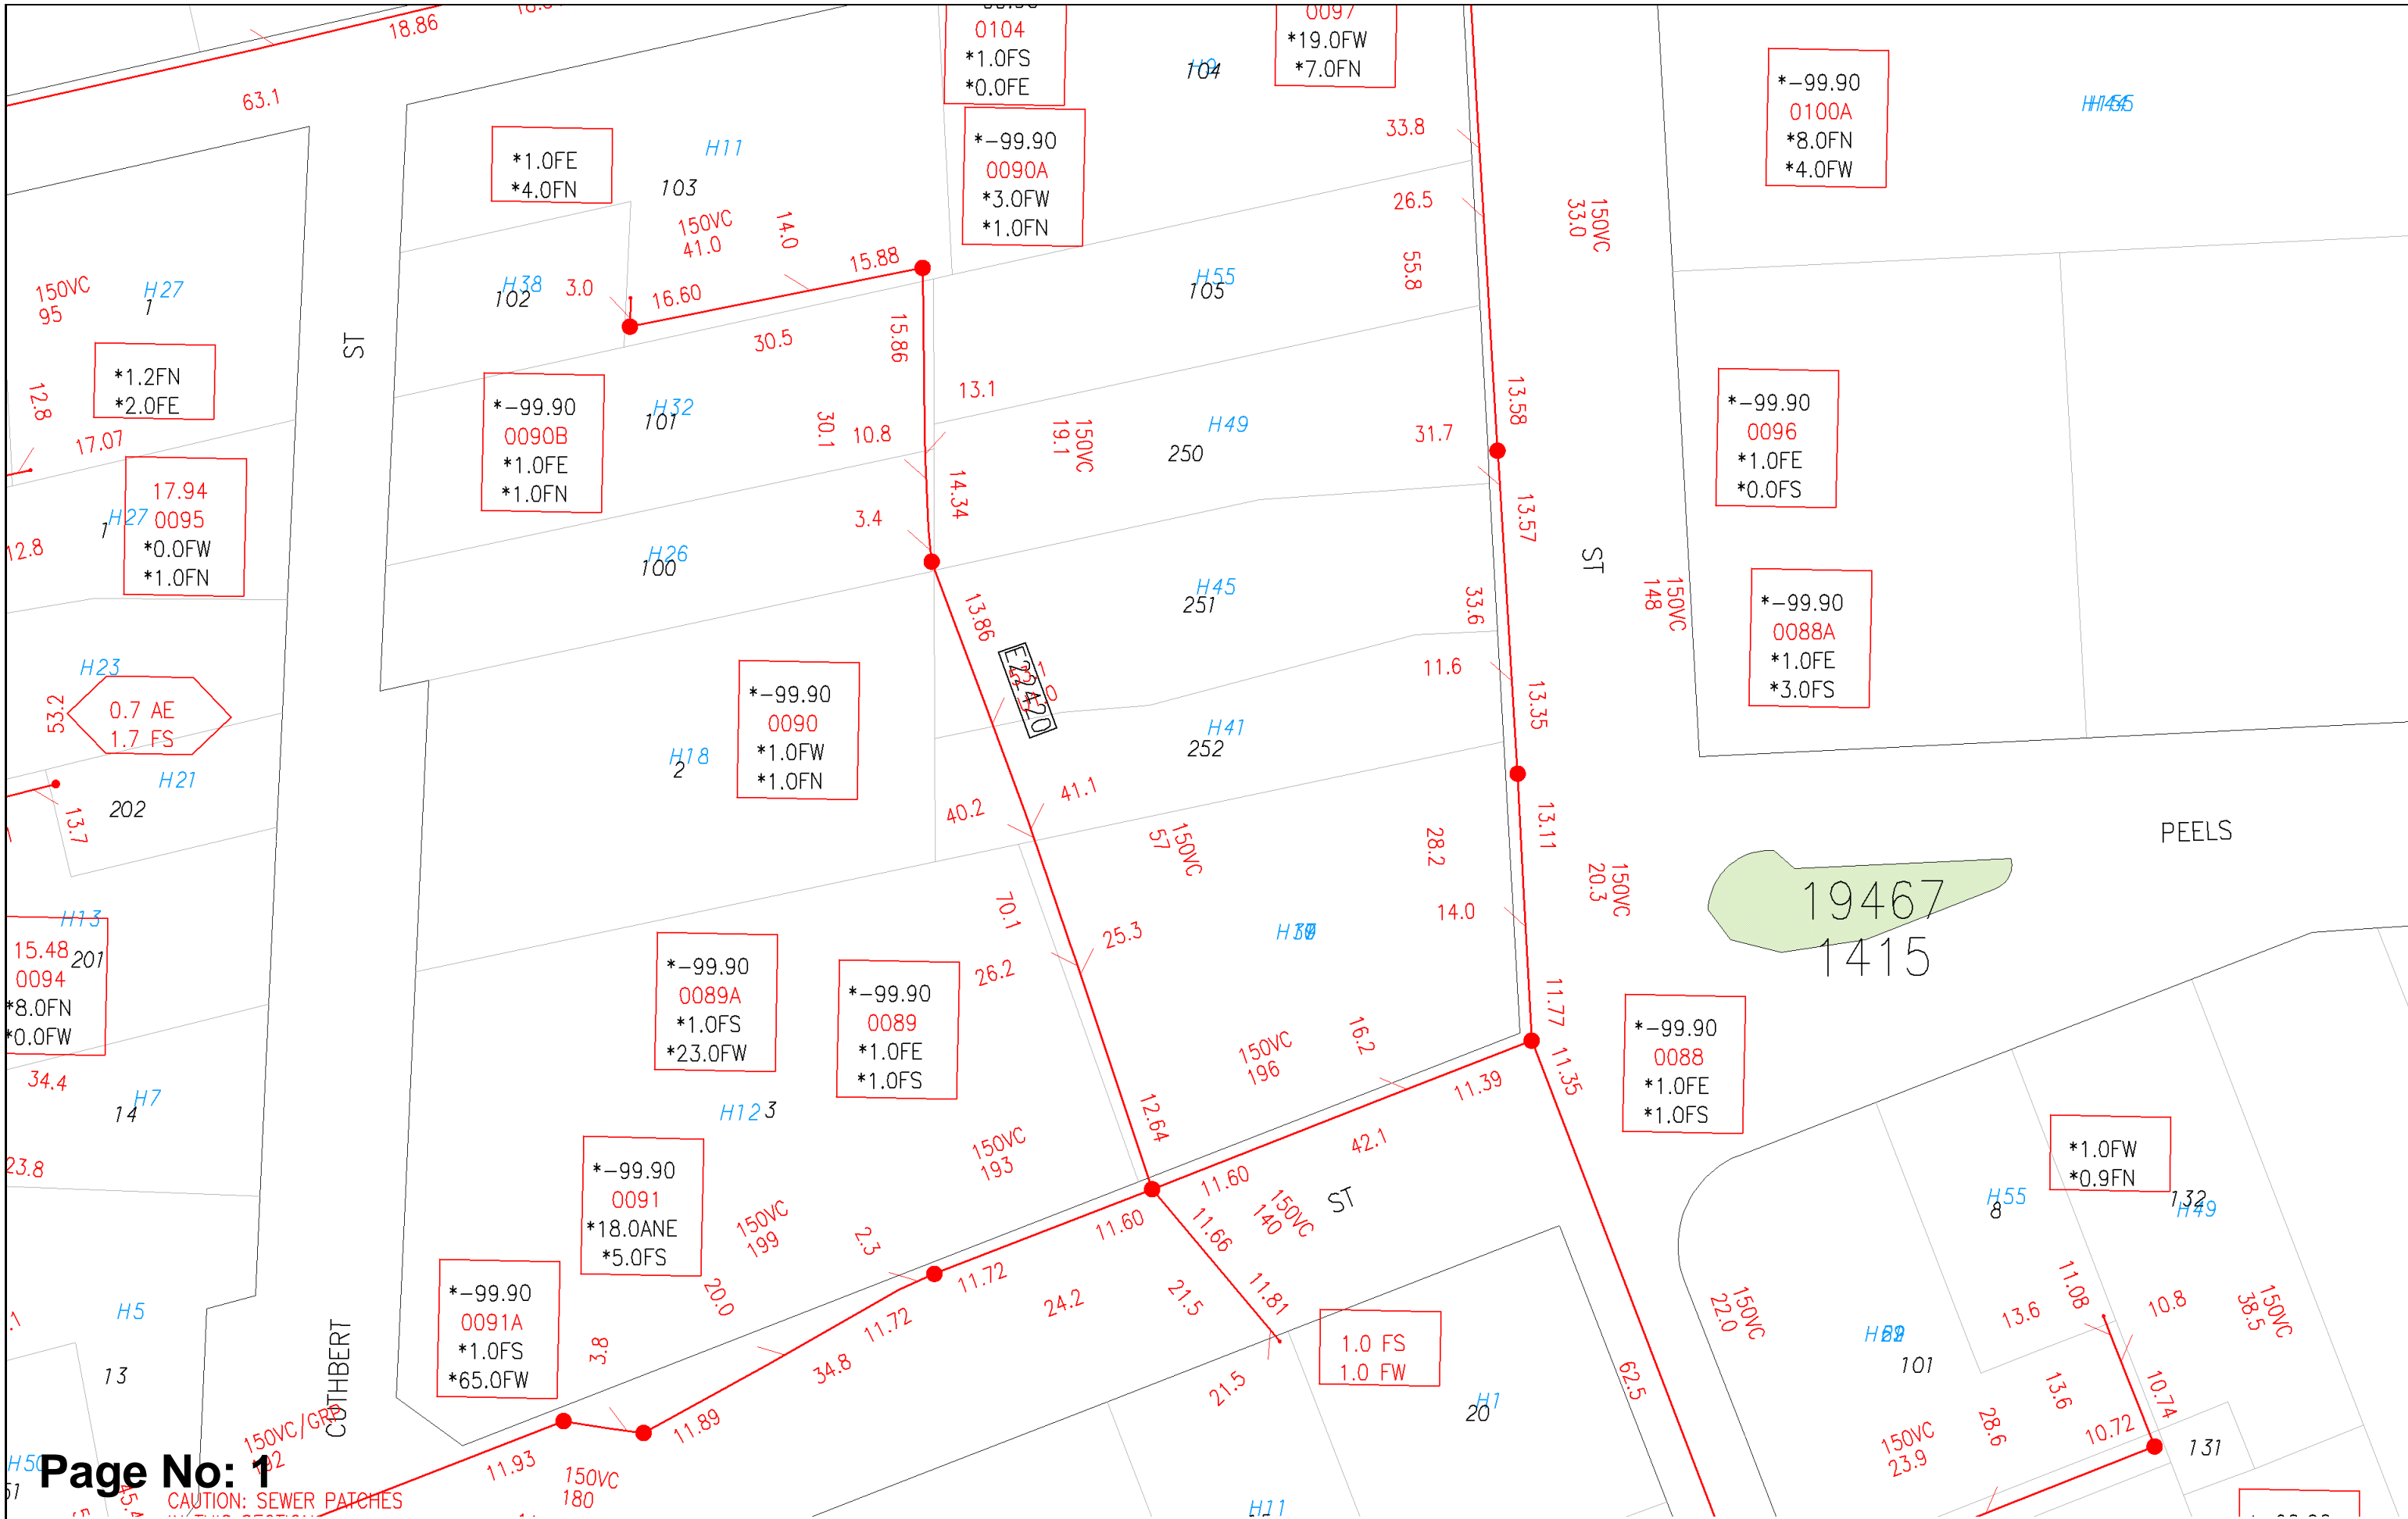 18.86
63.1
0104
*1.0FS
*0.0FE
H9
104
0097
*19.0FW
*7.0FN
*-99.90
0100A
*8.0FN
*4.0FW
*1.0FE
*4.0FN
H11
103
*-99.90
0090A
*3.0FW
*1.0FN
33.8
26.5
150VC
33.0
150VC
41.0
14.0
15.88
150VC
95
H27
1
H38
102
3.0
16.60
H55
105
55.8
ST
30.5
15.86
*1.2FN
*2.0FE
12.8
17.07
*-99.90
0090B
*1.0FE
*1.0FN
H32
101
30.1
10.8
13.1
150VC
19.1
H49
250
31.7
13.58
*-99.90
0096
*1.0FE
*0.0FS
17.94
0095
*0.0FW
*1.0FN
H27
1
12.8
H26
100
3.4
14.34
13.57
ST
150VC
148
*-99.90
0088A
*1.0FE
*3.0FS
H45
251
33.6
13.86
E22420
H23
53.2
0.7 AE
1.7 FS
*-99.90
0090
*1.0FW
*1.0FN
H18
2
11.6
13.35
H41
252
H21
202
13.7
40.2
41.1
150VC
57
28.2
13.11
150VC
20.3
PEELS
19467
1415
H13
201
15.48
0094
*8.0FN
*0.0FW
70.1
25.3
26.2
14.0
*-99.90
0089A
*1.0FS
*23.0FW
*-99.90
0089
*1.0FE
*1.0FS
11.77
*-99.90
0088
*1.0FE
*1.0FS
34.4
H7
14
H12
3
150VC
196
16.2
11.39
11.35
12.64
42.1
150VC
193
11.60
*1.0FW
*0.9FN
H55
8
132
H49
23.8
*-99.90
0091
*18.0ANE
*5.0FS
150VC
199
2.3
11.60
11.66
150VC
140
ST
20.0
11.72
24.2
21.5
11.81
H5
*-99.90
0091A
*1.0FS
*65.0FW
3.8
11.72
34.8
1.0 FS
1.0 FW
21.5
62.5
150VC
22.0
11.08
13.6
10.8
150VC
38.5
101
13
CUTHBERT
H1
20
13.6
10.74
28.6
10.72
131
150VC
23.9
11.89
11.93
150VC
180
150VC/GRP
Page No: 1
CAUTION: SEWER PATCHES
H11